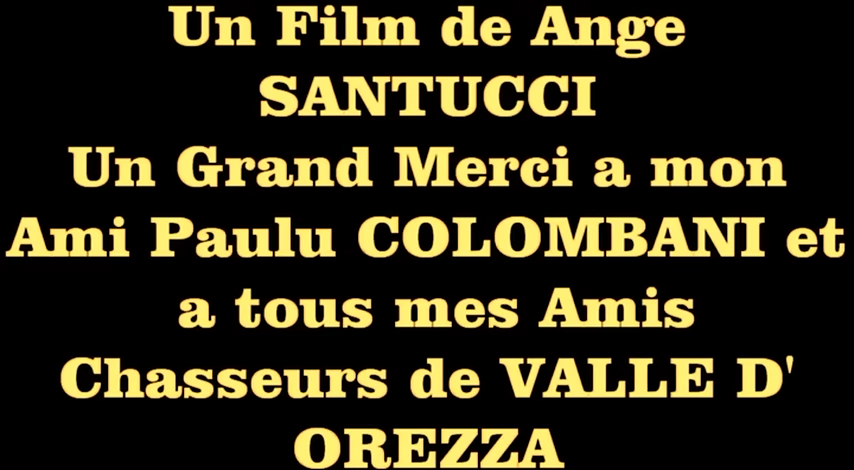 Un Film de Ange
SANTUCCI
Un Grand Merci a mon
Ami Paulu COLOMBANI et
a tous mes Amis
Chasseurs de VALLE D'
OREZZA